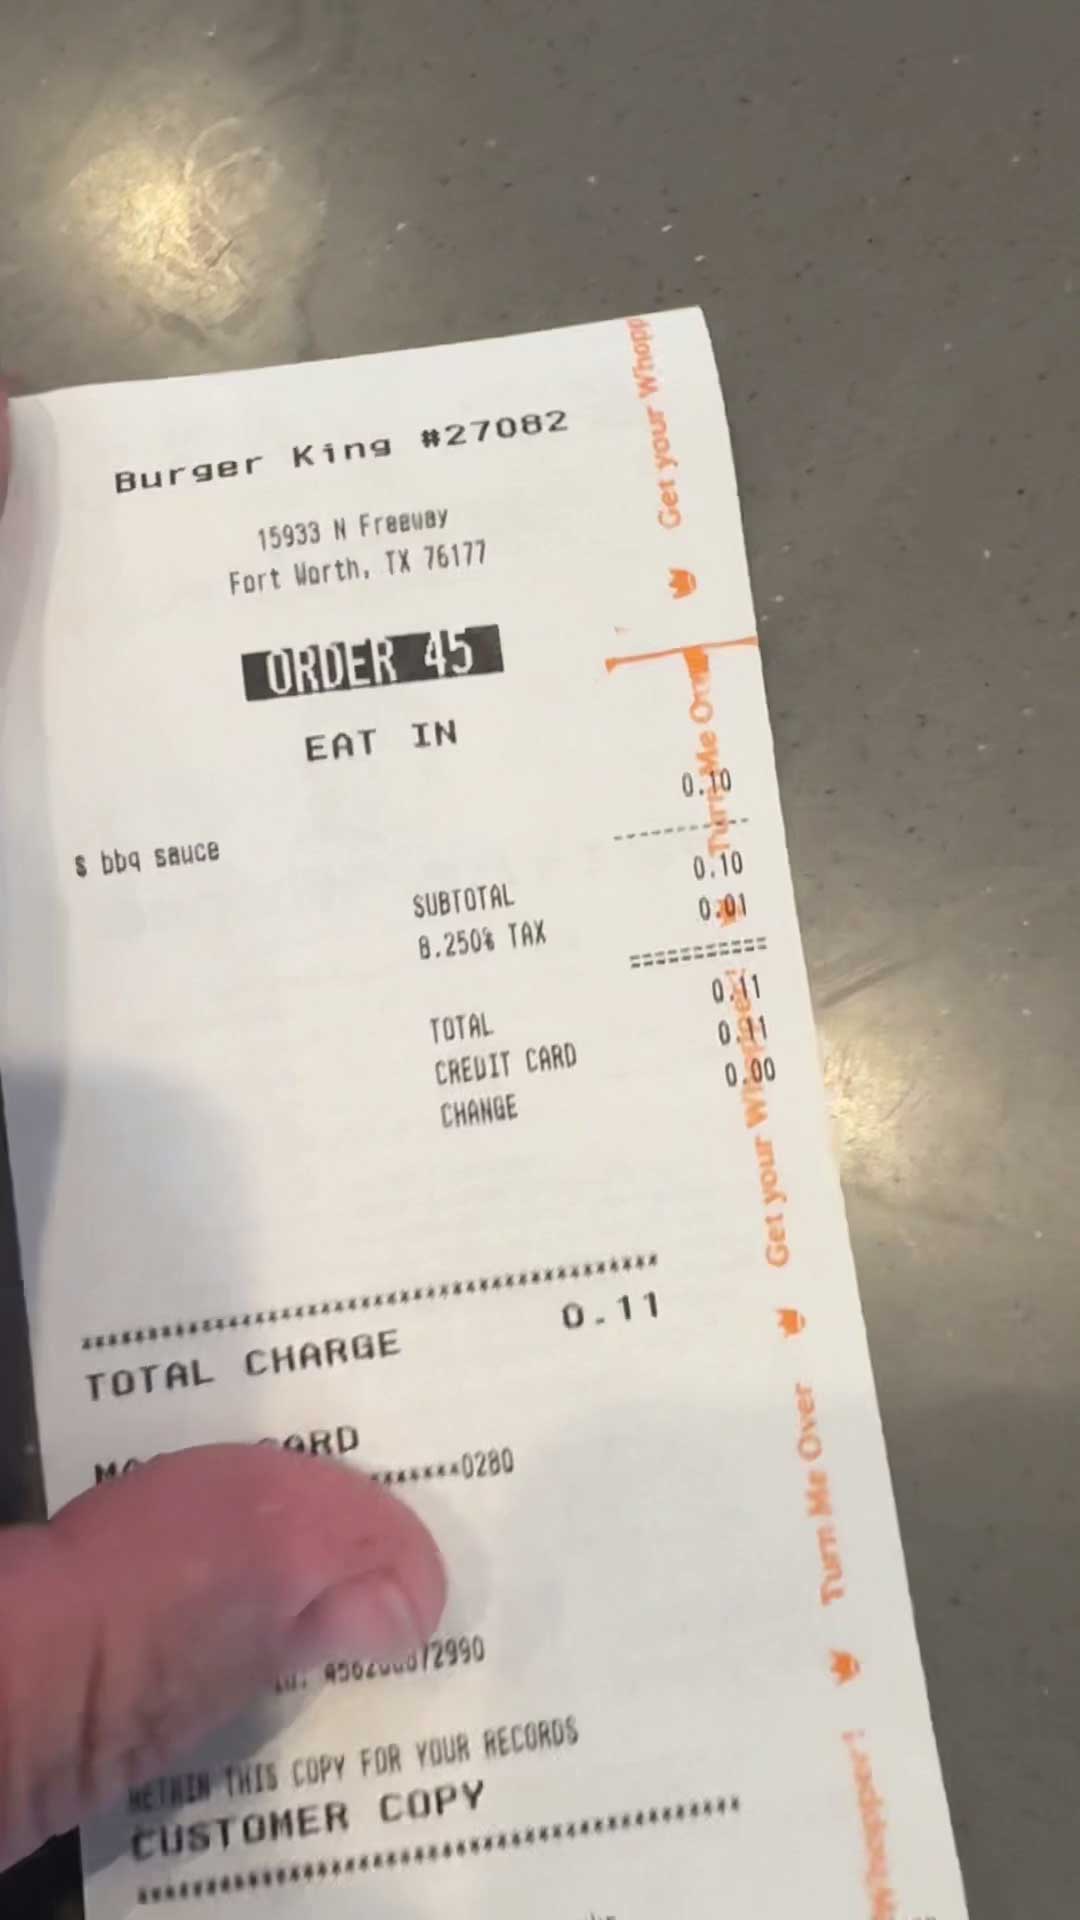 Burger King #27082
15933 N Freeway
Fort Worth, TX 76177
ORDER 45
EAT IN
$ bbq sauce 0.10
-----------
SUBTOTAL 0.10
8.250% TAX 0.01
===========
TOTAL 0.11
CREDIT CARD 0.11
CHANGE 0.00
TOTAL CHARGE 0.11
CARD
0280
RETAIN THIS COPY FOR YOUR RECORDS
CUSTOMER COPY
Get your Whopp
Turn Me Over
Get your Whopper!
Turn Me Over
Whopper!